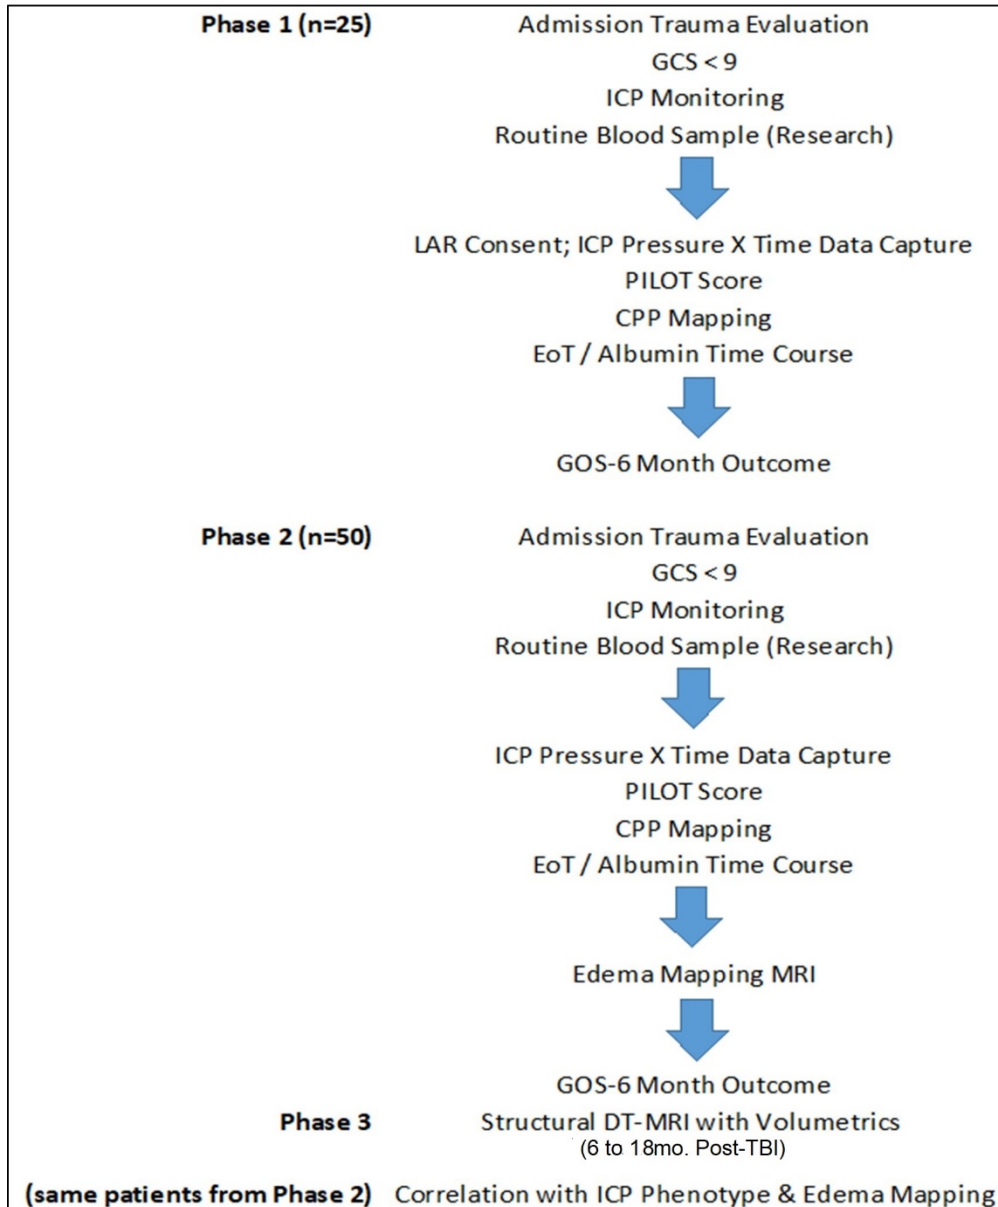 Phase 1 (n=25) Admission Trauma Evaluation
GCS < 9
ICP Monitoring
Routine Blood Sample (Research)
LAR Consent; ICP Pressure X Time Data Capture
PILOT Score
CPP Mapping
EoT / Albumin Time Course
GOS-6 Month Outcome
Phase 2 (n=50) Admission Trauma Evaluation
GCS < 9
ICP Monitoring
Routine Blood Sample (Research)
ICP Pressure X Time Data Capture
PILOT Score
CPP Mapping
EoT / Albumin Time Course
Edema Mapping MRI
GOS-6 Month Outcome
Phase 3 Structural DT-MRI with Volumetrics
(6 to 18mo. Post-TBI)
(same patients from Phase 2) Correlation with ICP Phenotype & Edema Mapping